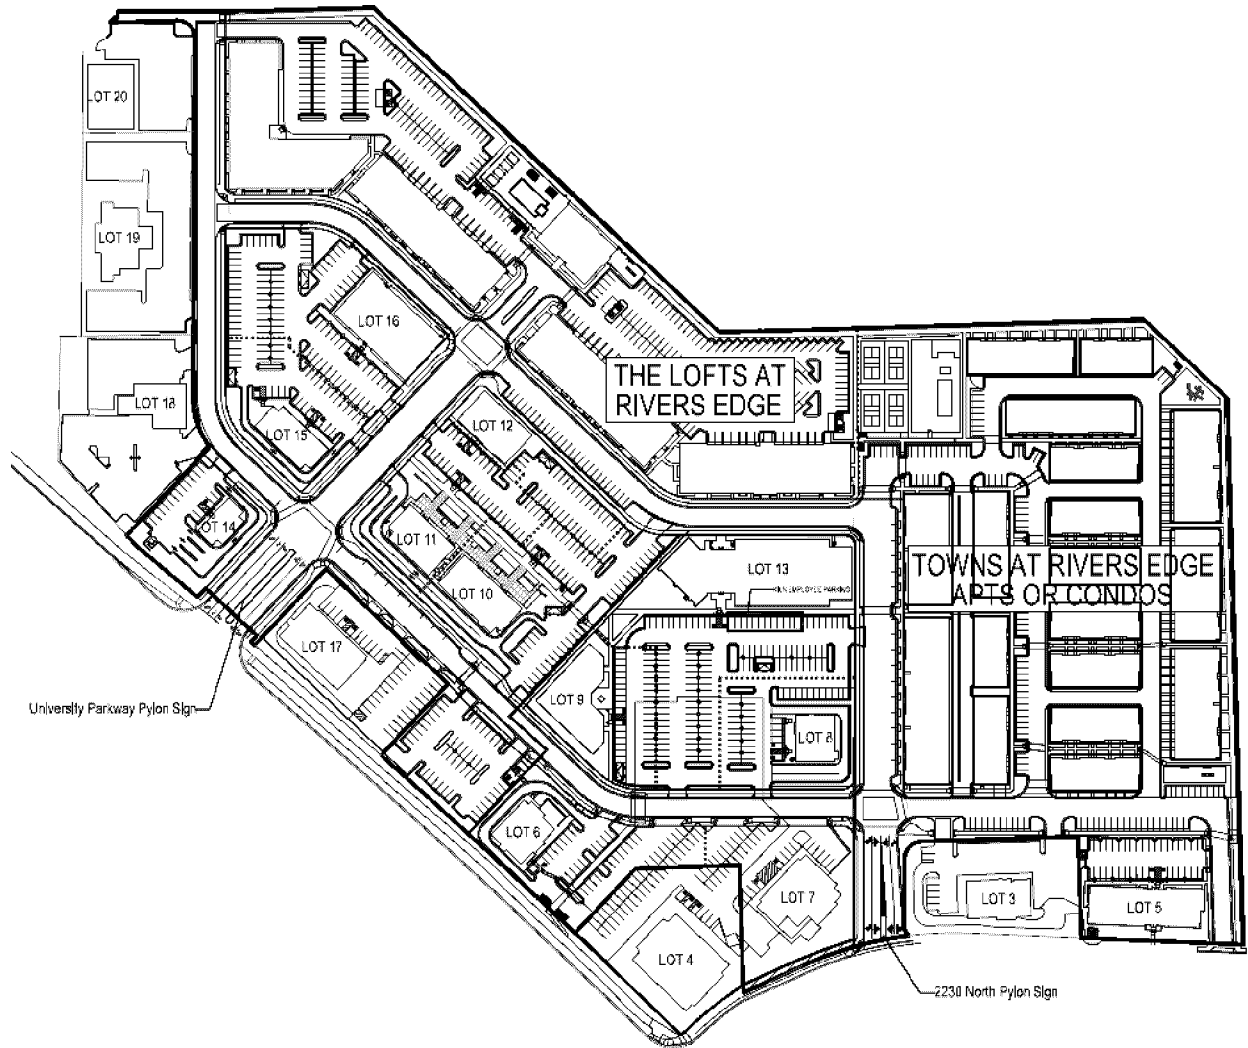 LOT 20
LOT 19
LOT 16
THE LOFTS AT
RIVERS EDGE
LOT 18
LOT 15
LOT 12
LOT 14
LOT 11
LOT 10
LOT 13
TOWNS AT RIVERS EDGE
APTS OR CONDOS
EMPLOYEE PARKING
LOT 17
LOT 9
University Parkway Pylon Sign
LOT 8
LOT 6
LOT 7
LOT 3
LOT 5
LOT 4
2230 North Pylon Sign